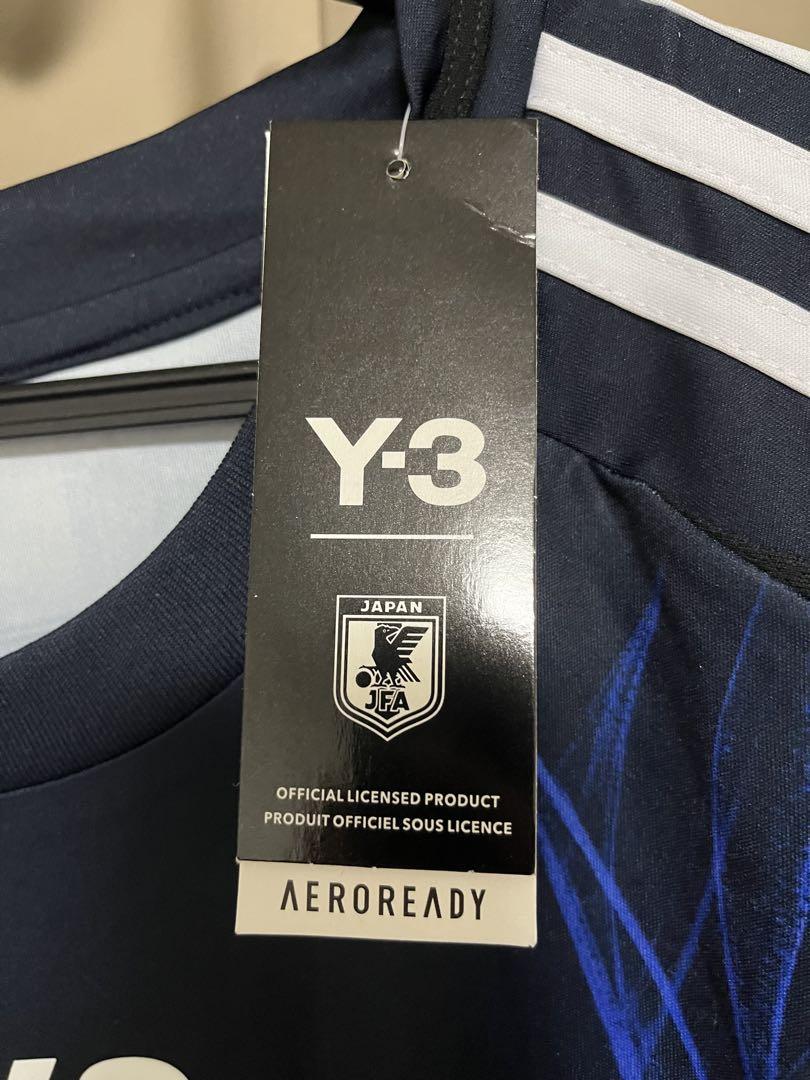 Y-3
JAPAN
JFA
OFFICIAL LICENSED PRODUCT
PRODUIT OFFICIEL SOUS LICENCE
AEROREADY